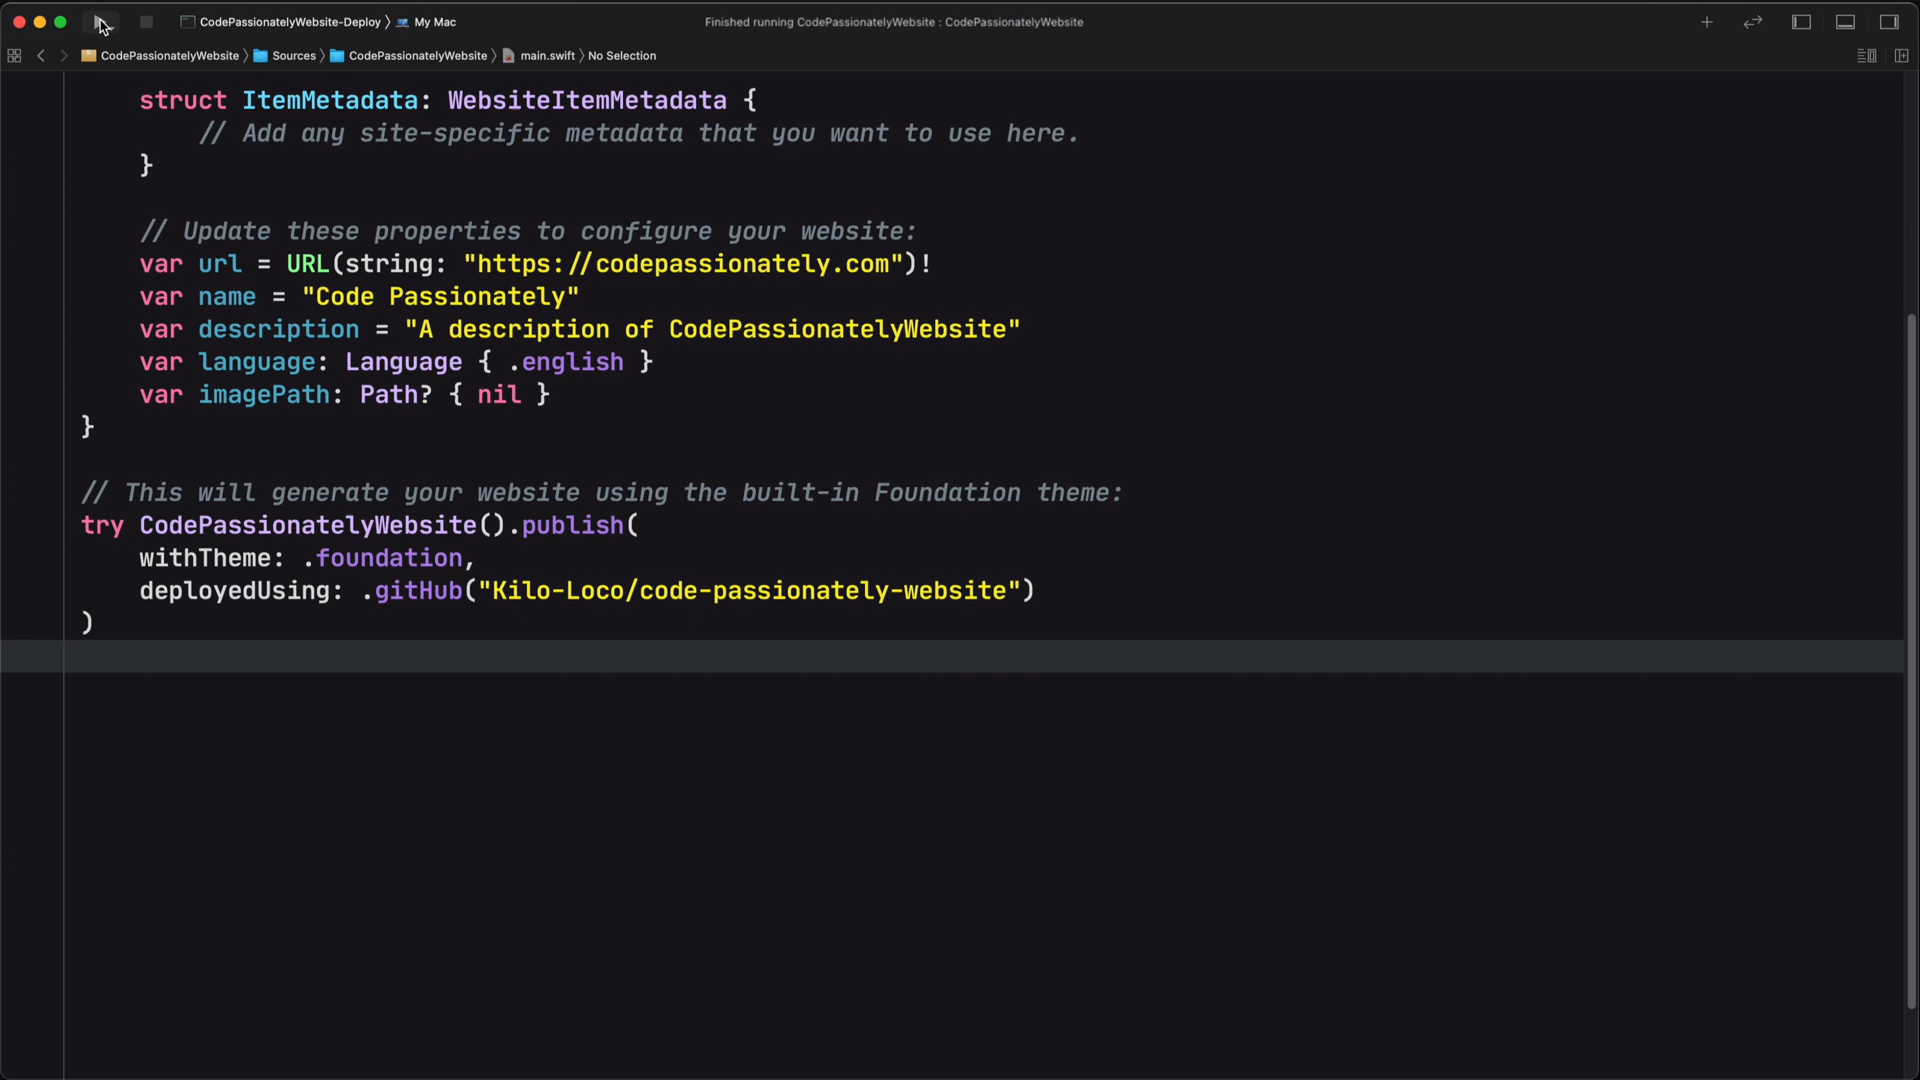 CodePassionatelyWebsite-Deploy 〉 My Mac
Finished running CodePassionatelyWebsite : CodePassionatelyWebsite
CodePassionatelyWebsite 〉 Sources 〉 CodePassionatelyWebsite 〉 main.swift 〉 No Selection
struct ItemMetadata: WebsiteItemMetadata {
// Add any site-specific metadata that you want to use here.
}
// Update these properties to configure your website:
var url = URL(string: "https://codepassionately.com")!
var name = "Code Passionately"
var description = "A description of CodePassionatelyWebsite"
var language: Language { .english }
var imagePath: Path? { nil }
}
// This will generate your website using the built-in Foundation theme:
try CodePassionatelyWebsite().publish(
withTheme: .foundation,
deployedUsing: .gitHub("Kilo-Loco/code-passionately-website")
)